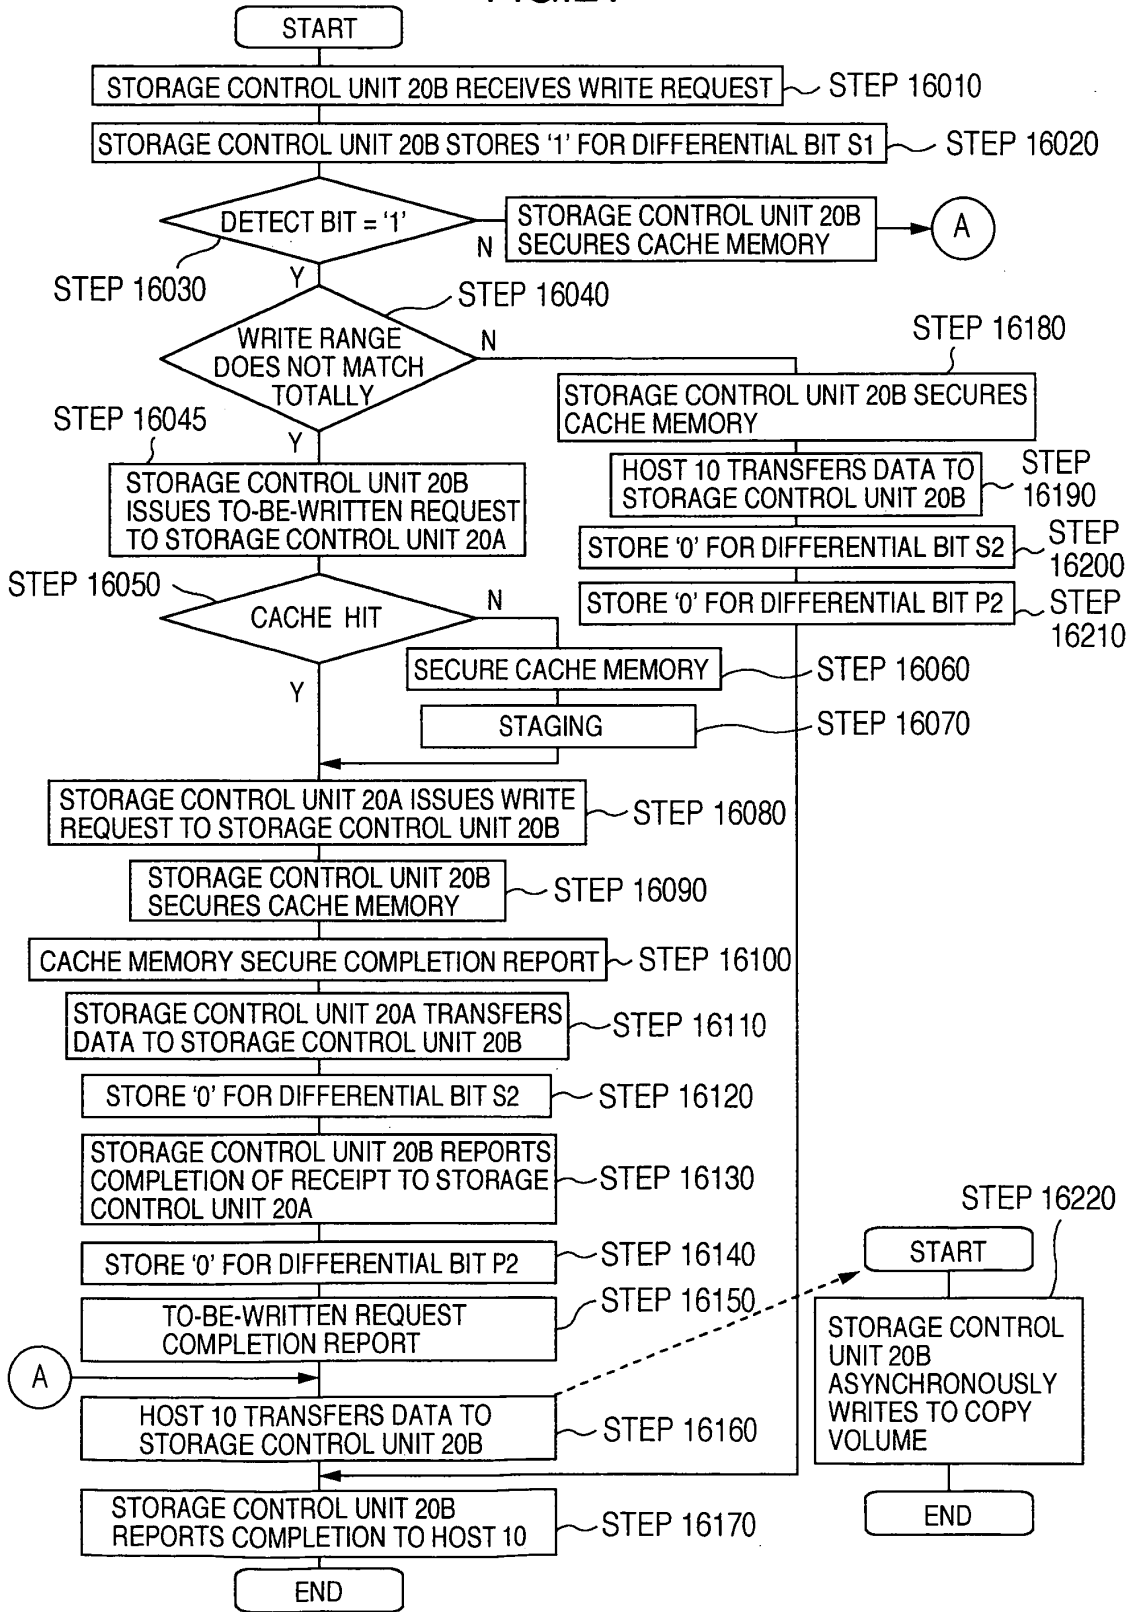 START
STORAGE CONTROL UNIT 20B RECEIVES WRITE REQUEST
STEP 16010
STORAGE CONTROL UNIT 20B STORES '1' FOR DIFFERENTIAL BIT S1
STEP 16020
DETECT BIT = '1'
N
STORAGE CONTROL UNIT 20B
SECURES CACHE MEMORY
A
STEP 16030
Y
STEP 16040
WRITE RANGE
DOES NOT MATCH
TOTALLY
N
STEP 16180
STORAGE CONTROL UNIT 20B SECURES
CACHE MEMORY
STEP 16045
Y
STORAGE CONTROL UNIT 20B
ISSUES TO-BE-WRITTEN REQUEST
TO STORAGE CONTROL UNIT 20A
HOST 10 TRANSFERS DATA TO
STORAGE CONTROL UNIT 20B
STEP
16190
STORE '0' FOR DIFFERENTIAL BIT S2
STEP
16200
STORE '0' FOR DIFFERENTIAL BIT P2
STEP
16210
STEP 16050
CACHE HIT
N
Y
SECURE CACHE MEMORY
STEP 16060
STAGING
STEP 16070
STORAGE CONTROL UNIT 20A ISSUES WRITE
REQUEST TO STORAGE CONTROL UNIT 20B
STEP 16080
STORAGE CONTROL UNIT 20B
SECURES CACHE MEMORY
STEP 16090
CACHE MEMORY SECURE COMPLETION REPORT
STEP 16100
STORAGE CONTROL UNIT 20A TRANSFERS
DATA TO STORAGE CONTROL UNIT 20B
STEP 16110
STORE '0' FOR DIFFERENTIAL BIT S2
STEP 16120
STORAGE CONTROL UNIT 20B REPORTS
COMPLETION OF RECEIPT TO STORAGE
CONTROL UNIT 20A
STEP 16130
STORE '0' FOR DIFFERENTIAL BIT P2
STEP 16140
TO-BE-WRITTEN REQUEST
COMPLETION REPORT
STEP 16150
A
HOST 10 TRANSFERS DATA TO
STORAGE CONTROL UNIT 20B
STEP 16160
STORAGE CONTROL UNIT 20B
REPORTS COMPLETION TO HOST 10
STEP 16170
END
STEP 16220
START
STORAGE CONTROL
UNIT 20B
ASYNCHRONOUSLY
WRITES TO COPY
VOLUME
END